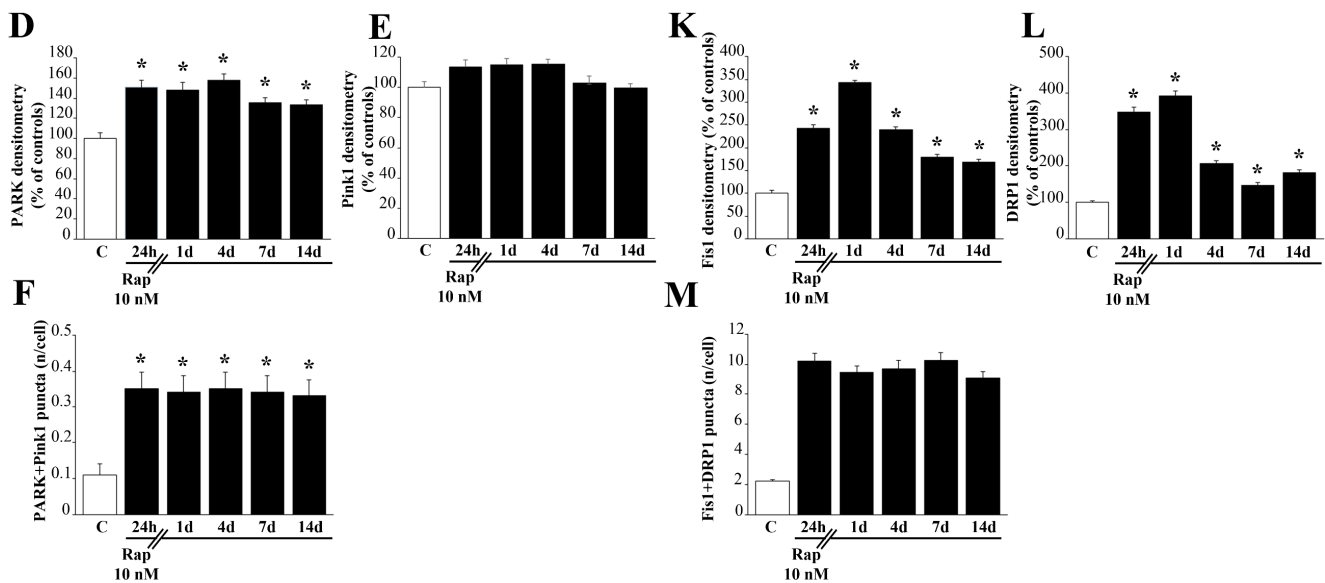 D
PARK densitometry
(% of controls)
180
160
140
120
100
80
60
40
20
0
* * * * *
C 24h 1d 4d 7d 14d
Rap
10 nM
E
Pink1 densitometry
(% of controls)
120
100
80
60
40
20
0
C 24h 1d 4d 7d 14d
Rap
10 nM
K
Fis1 densitometry (% of controls)
400
350
300
250
200
150
100
50
0
* * * * *
C 24h 1d 4d 7d 14d
Rap
10 nM
L
DRP1 densitometry
(% of controls)
500
400
300
200
100
0
* * * * *
C 24h 1d 4d 7d 14d
Rap
10 nM
F
PARK+Pink1 puncta (n/cell)
0.5
0.4
0.3
0.2
0.1
0
* * * * *
C 24h 1d 4d 7d 14d
Rap
10 nM
M
Fis1+DRP1 puncta (n/cell)
12
10
8
6
4
2
0
C 24h 1d 4d 7d 14d
Rap
10 nM